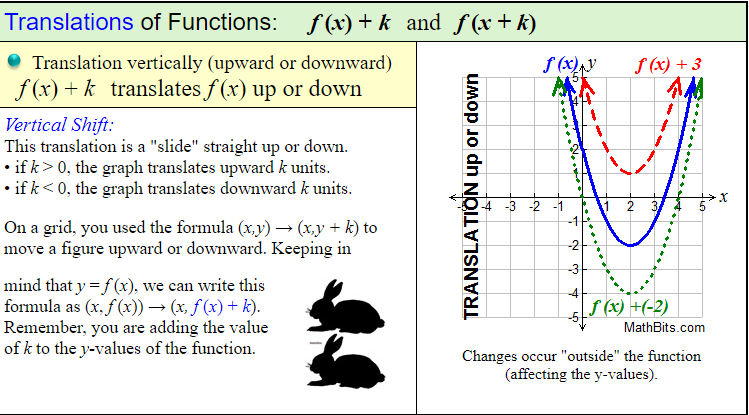 Translations of Functions: f (x) + k and f (x + k)
Translation vertically (upward or downward)
f (x) + k translates f (x) up or down
Vertical Shift:
This translation is a "slide" straight up or down.
• if k > 0, the graph translates upward k units.
• if k < 0, the graph translates downward k units.
On a grid, you used the formula (x,y) → (x,y + k) to
move a figure upward or downward. Keeping in
mind that y = f (x), we can write this
formula as (x, f (x)) → (x, f (x) + k).
Remember, you are adding the value
of k to the y-values of the function.
TRANSLATION up or down
f (x) y f (x) + 3
5
4
2
-4 -3 -2 -1 1 2 3 4 5 x
-1
-2
-3
-4
-5
f (x) +(-2)
MathBits.com
Changes occur "outside" the function
(affecting the y-values).